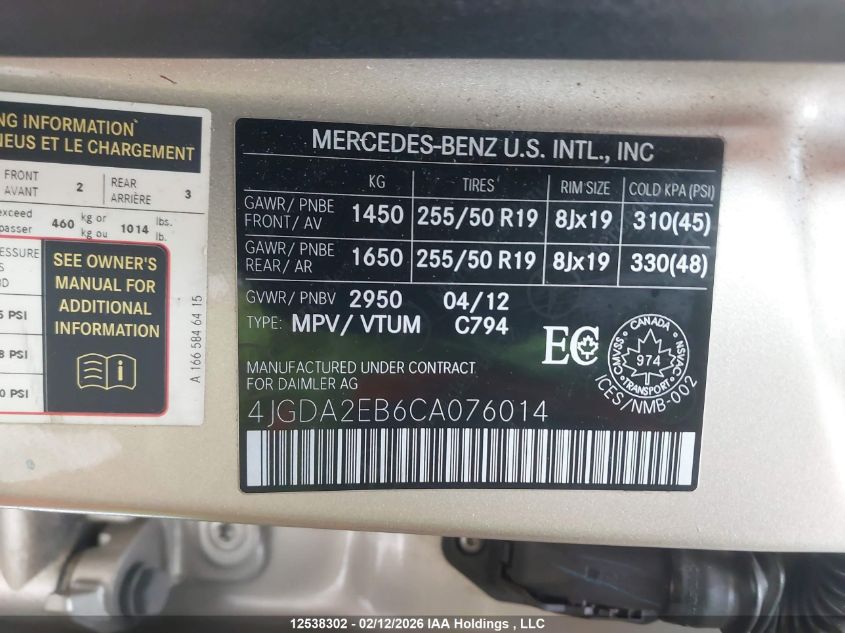 NG INFORMATION
NEUS ET LE CHARGEMENT
FRONT
AVANT 2 REAR
ARRIÈRE 3
exceed
passer 460 kg or
kg ou 1014 lbs.
lb.
SEE OWNER'S
MANUAL FOR
ADDITIONAL
INFORMATION
PSI
8 PSI
0 PSI
A 166 584 64 15
MERCEDES-BENZ U.S. INTL., INC
KG TIRES RIM SIZE COLD KPA (PSI)
GAWR/ PNBE
FRONT/ AV 1450 255/50 R19 8Jx19 310(45)
GAWR/ PNBE
REAR/ AR 1650 255/50 R19 8Jx19 330(48)
GVWR/ PNBV 2950 04/12
TYPE: MPV/ VTUM C794
EC
CANADA
974
TRANSPORT
CMVSS
NSVAC
ICES/NMB-002
MANUFACTURED UNDER CONTRACT
FOR DAIMLER AG
4JGDA2EB6CA076014
12538302 - 02/12/2026 IAA Holdings, LLC